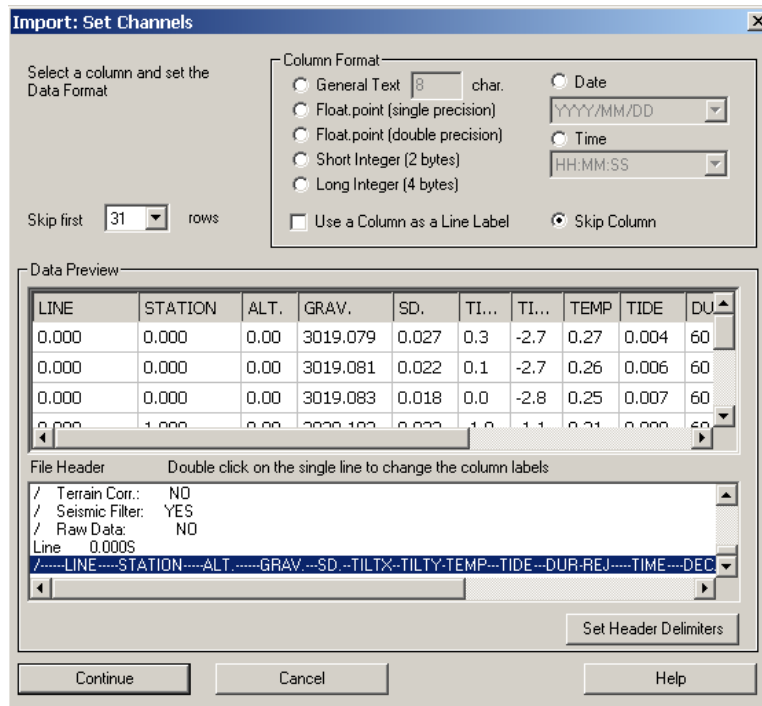 Import: Set Channels
Select a column and set the
Data Format
Column Format
General Text 8 char.
Float.point (single precision)
Float.point (double precision)
Short Integer (2 bytes)
Long Integer (4 bytes)
Date
YYYY/MM/DD
Time
HH:MM:SS
Skip first 31 rows
Use a Column as a Line Label
Skip Column
Data Preview
LINE STATION ALT. GRAV. SD. TI... TI... TEMP TIDE DU
0.000 0.000 0.00 3019.079 0.027 0.3 -2.7 0.27 0.004 60
0.000 0.000 0.00 3019.081 0.022 0.1 -2.7 0.26 0.006 60
0.000 0.000 0.00 3019.083 0.018 0.0 -2.8 0.25 0.007 60
0.000 1.000 0.00
File Header Double click on the single line to change the column labels
/ Terrain Corr.: NO
/ Seismic Filter: YES
/ Raw Data: NO
Line 0.000S
/------LINE-----STATION-----ALT.------GRAV.---SD.--TILTX--TILTY-TEMP---TIDE---DUR-REJ-----TIME----DEC.
Set Header Delimiters
Continue
Cancel
Help